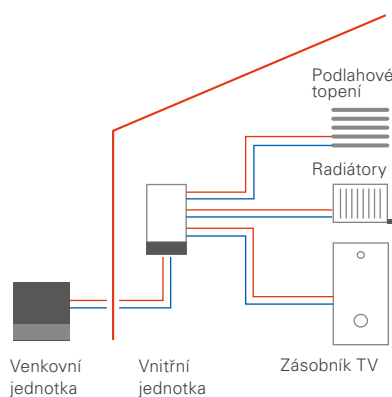 Podlahové
topení
Radiátory
Venkovní
jednotka
Vnitřní
jednotka
Zásobník TV